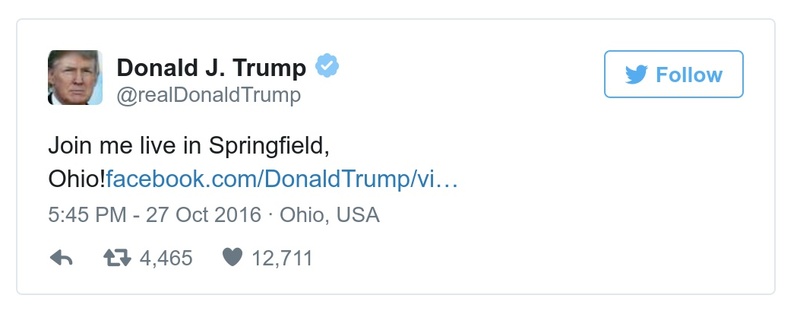 Donald J. Trump
@realDonaldTrump
Follow
Join me live in Springfield,
Ohio!facebook.com/DonaldTrump/vi…
5:45 PM - 27 Oct 2016 · Ohio, USA
4,465 12,711